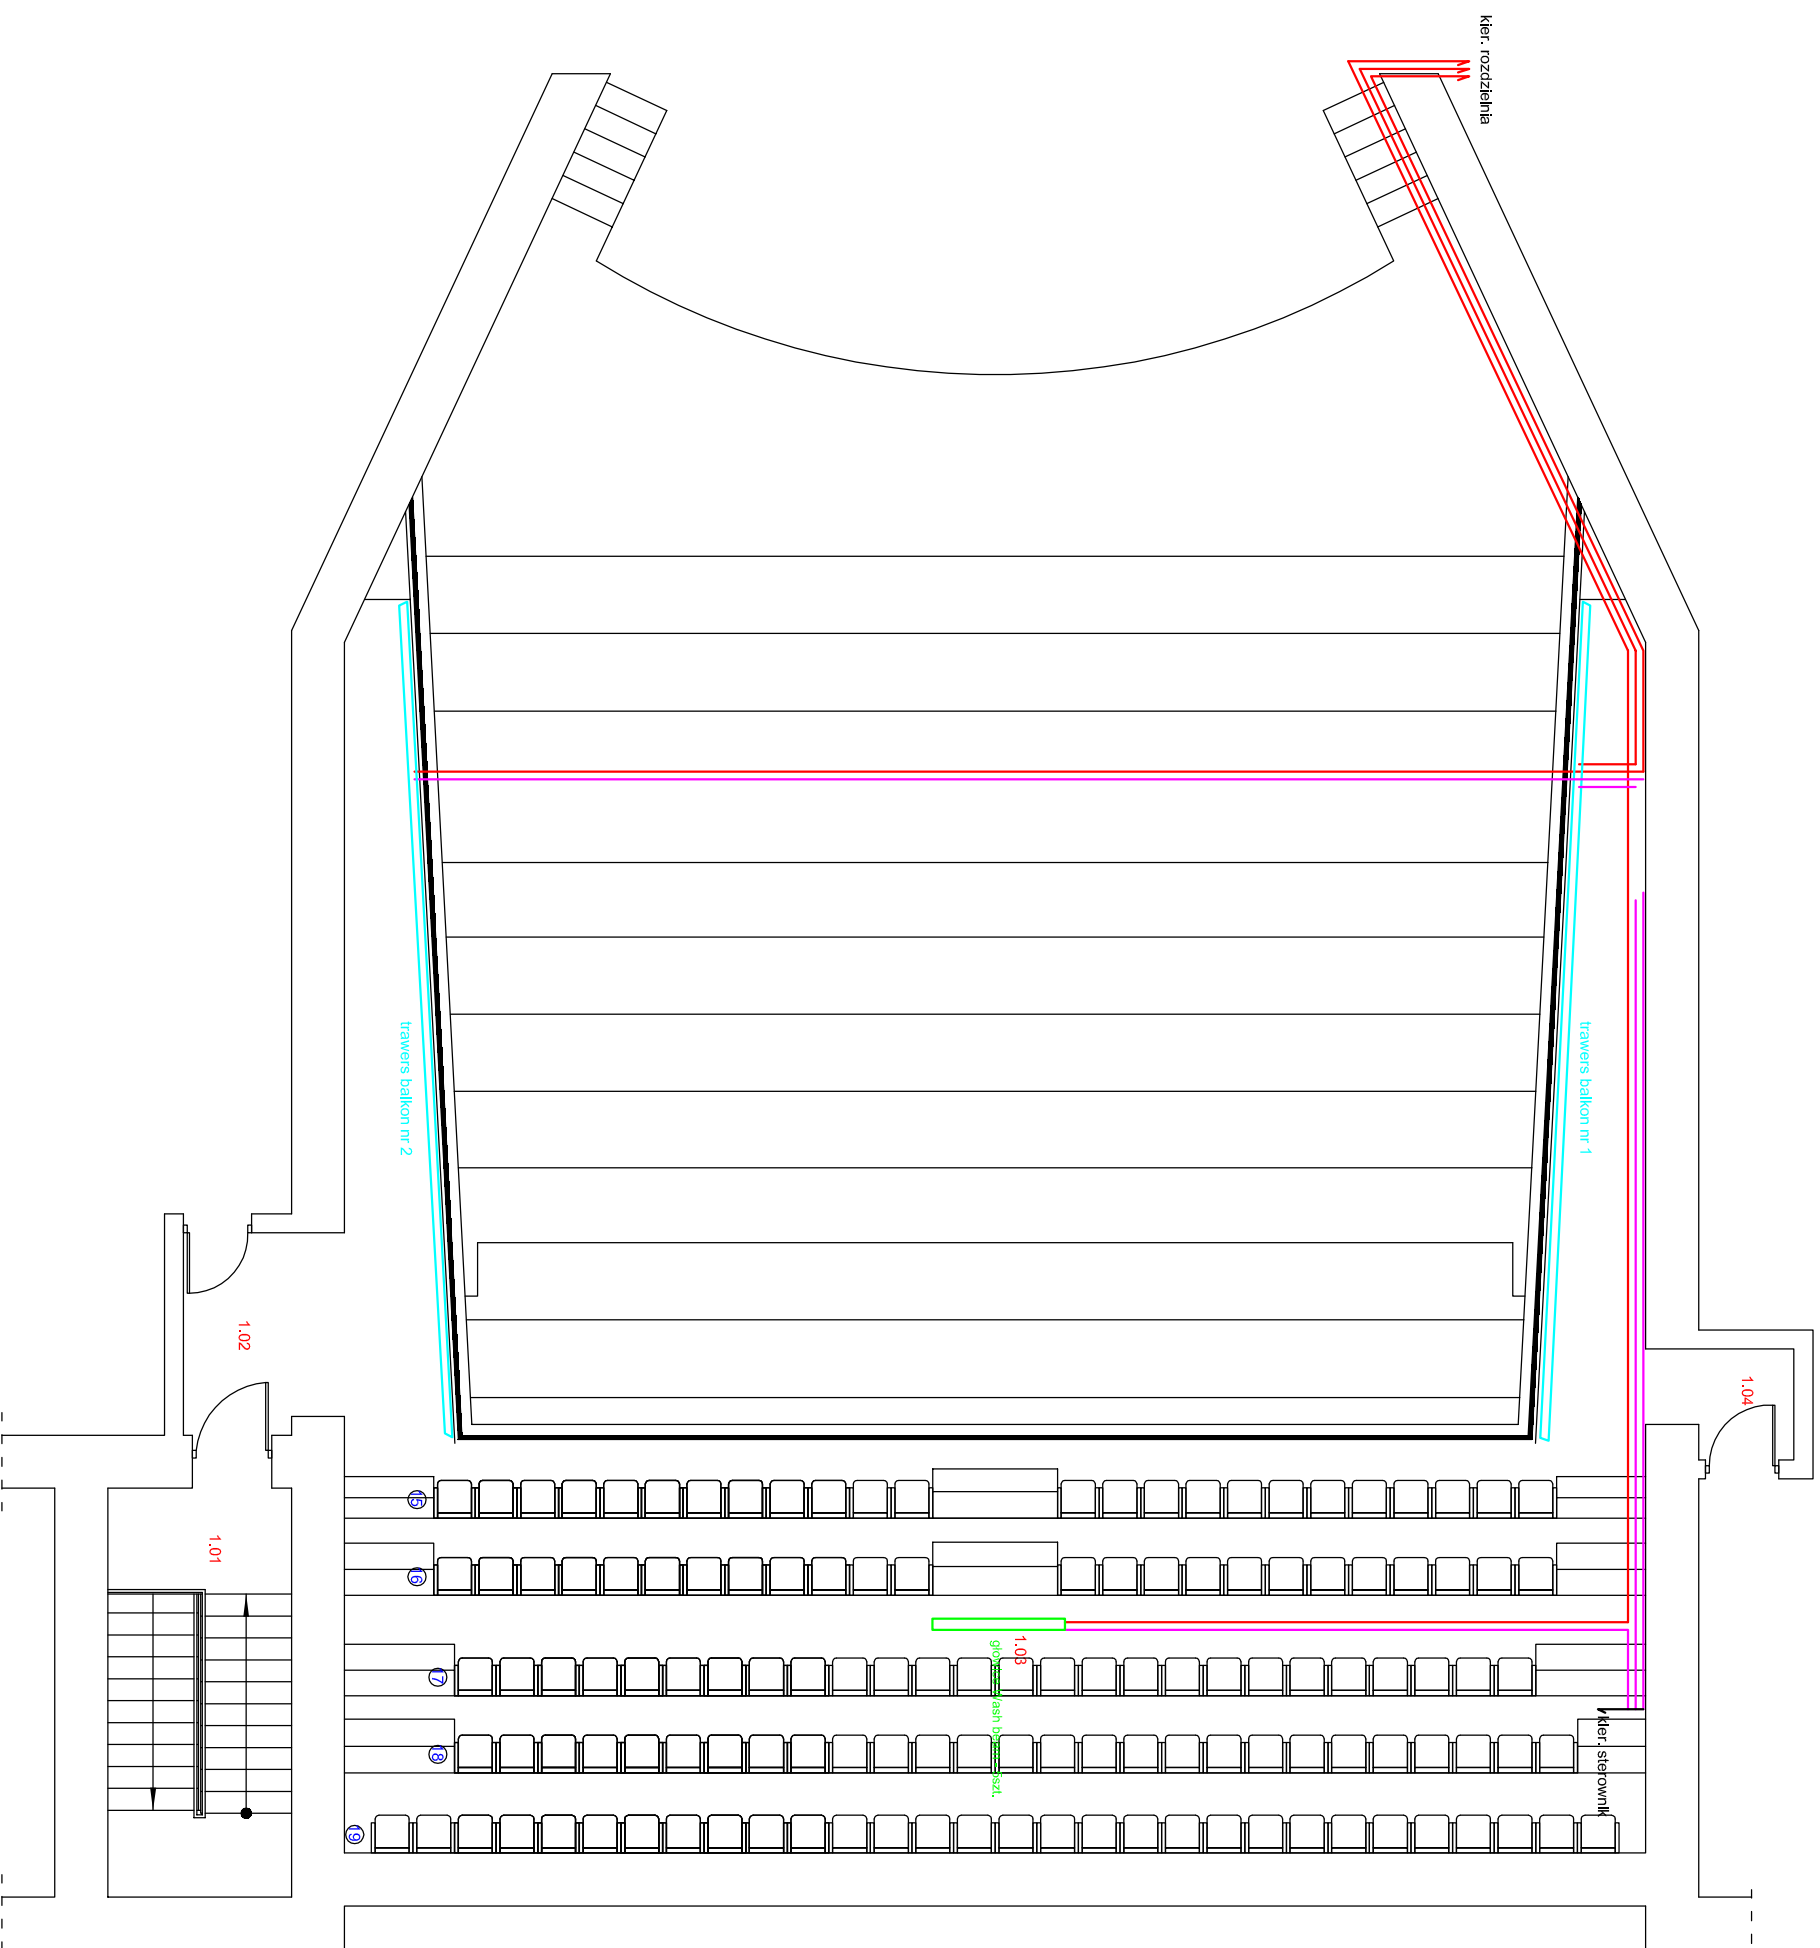 kier. rozdzielnia
trawers balkon nr 2
trawers balkon nr 1
1.02
1.04
15
1.01
16
1.03
17
kier. sterownik
18
19